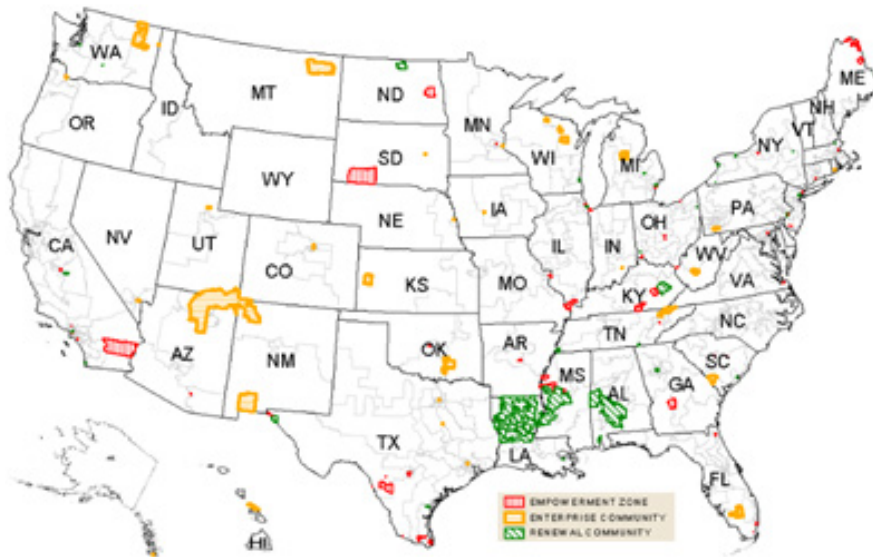 WA
MT
ND
MN
ME
OR
ID
SD
WI
MI
NY
VT
NH
WY
NV
UT
NE
IA
IL
IN
OH
PA
CA
CO
KS
MO
KY
WV
VA
AZ
NM
OK
AR
TN
NC
SC
TX
LA
MS
AL
GA
FL
HI
EMPOWERMENT ZONE
ENTERPRISE COMMUNITY
RENEWAL COMMUNITY